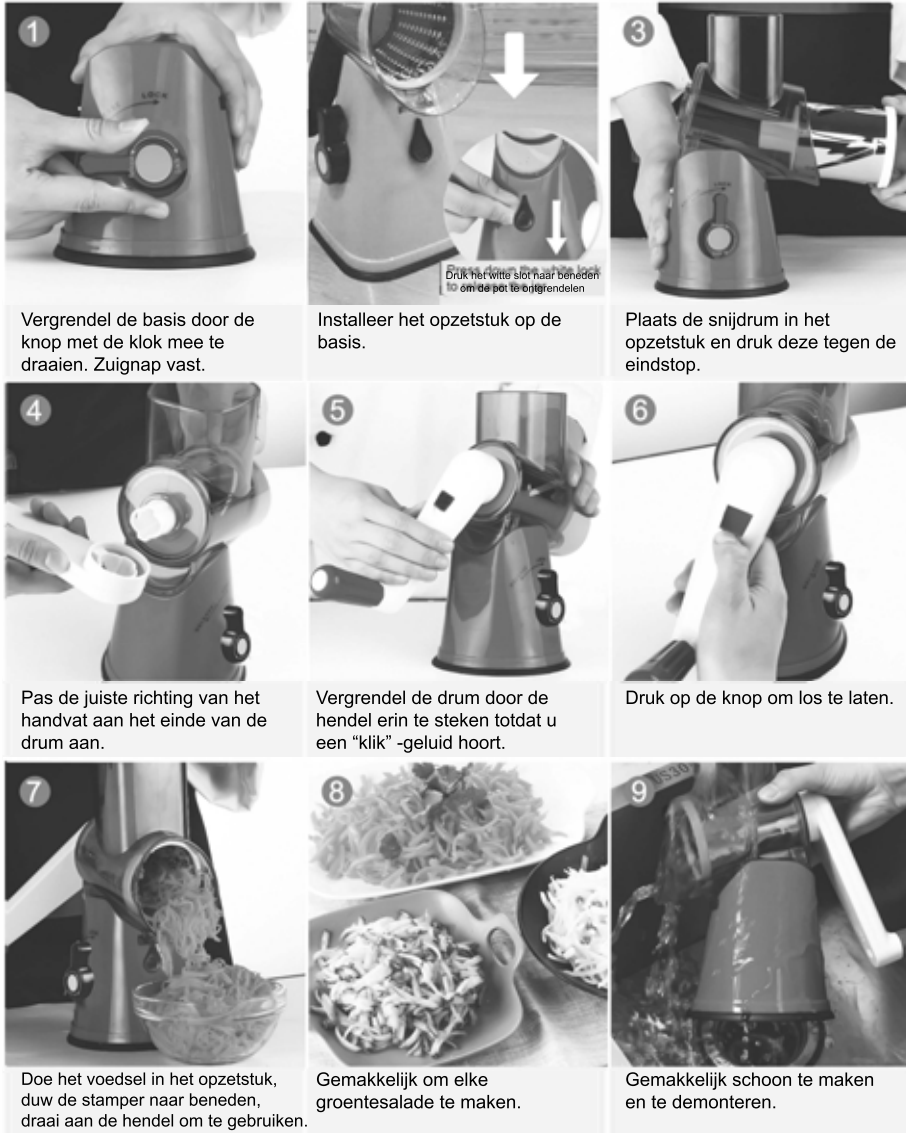 1
LOCK
Druk het witte slot naar beneden
om de pot te ontgrendelen
3
Vergrendel de basis door de
knop met de klok mee te
draaien. Zuignap vast.
Installeer het opzetstuk op de
basis.
Plaats de snijdrum in het
opzetstuk en druk deze tegen de
eindstop.
4
5
6
Pas de juiste richting van het
handvat aan het einde van de
drum aan.
Vergrendel de drum door de
hendel erin te steken totdat u
een “klik” -geluid hoort.
Druk op de knop om los te laten.
7
8
9
Doe het voedsel in het opzetstuk,
duw de stamper naar beneden,
draai aan de hendel om te gebruiken.
Gemakkelijk om elke
groentesalade te maken.
Gemakkelijk schoon te maken
en te demonteren.